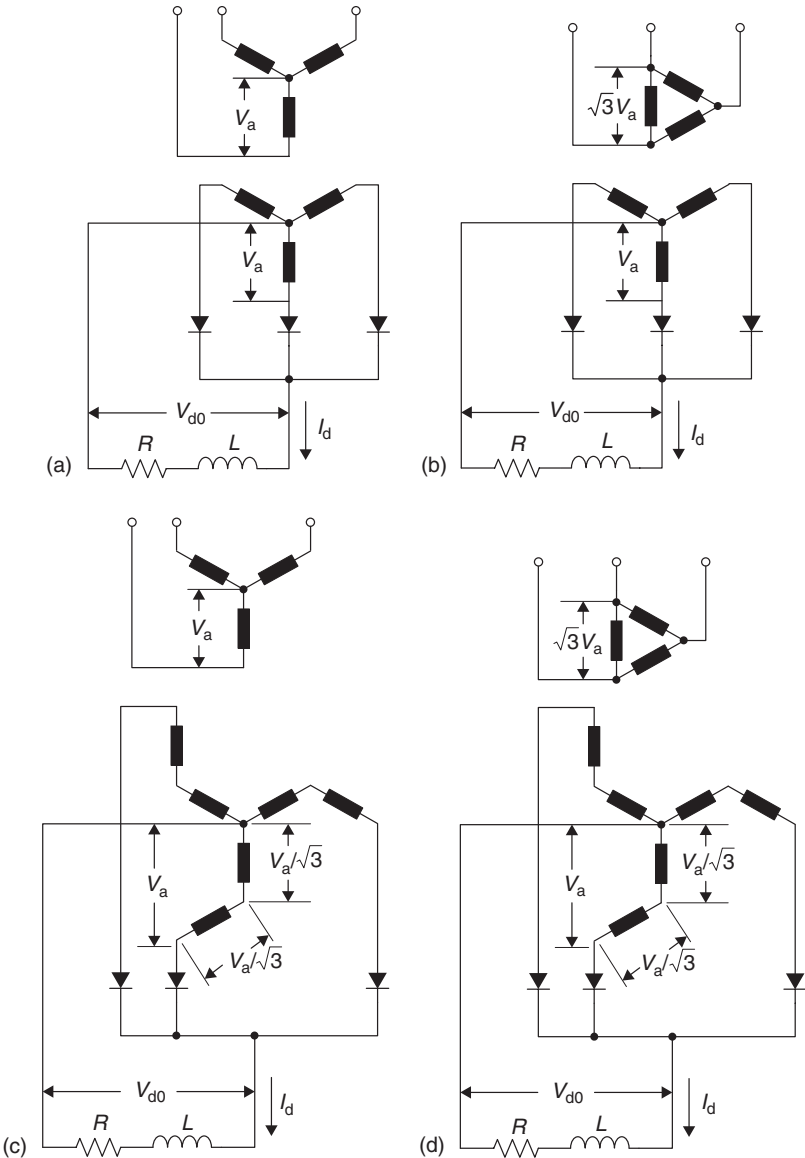 V_a
√3V_a
V_a
V_a
V_d0
V_d0
R
L
I_d
R
L
I_d
(a)
(b)
V_a
√3V_a
V_a
V_a/√3
V_a
V_a/√3
V_a/√3
V_a/√3
V_d0
V_d0
R
L
I_d
R
L
I_d
(c)
(d)